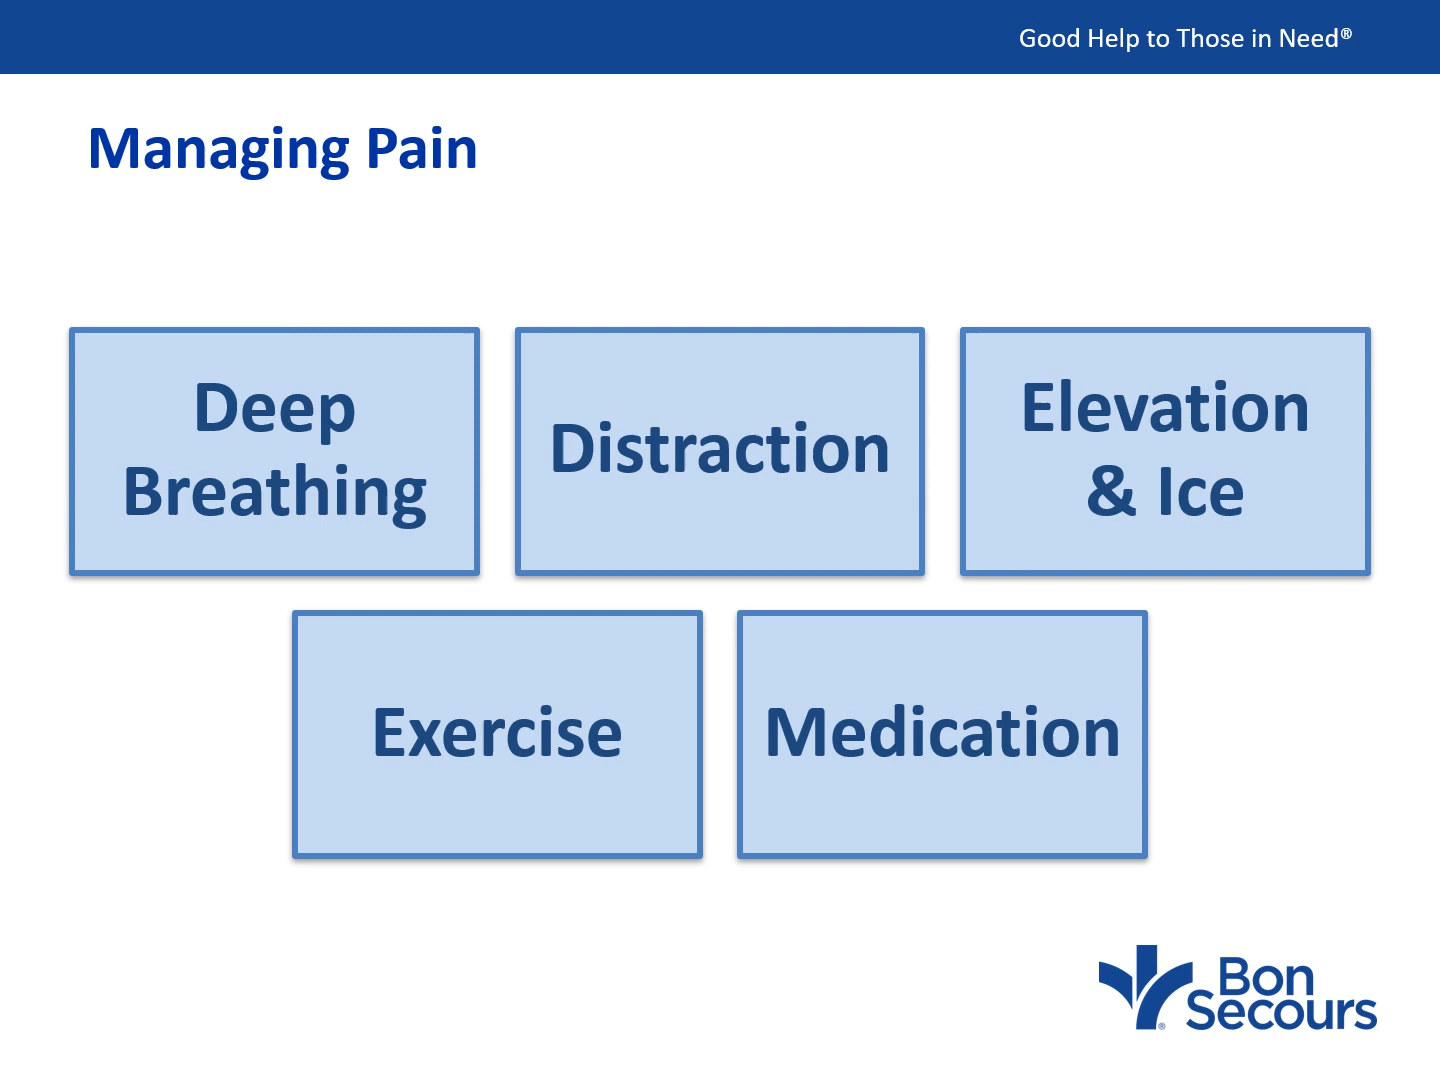 Good Help to Those in Need®
Managing Pain
Deep
Breathing
Distraction
Elevation
& Ice
Exercise
Medication
Bon
Secours
®